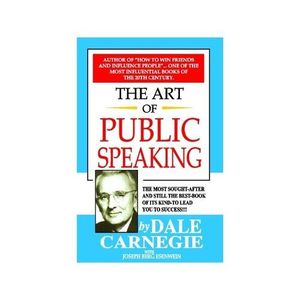 AUTHOR OF "HOW TO WIN FRIENDS
AND INFLUENCE PEOPLE"... ONE OF
THE MOST INFLUENTIAL BOOKS OF
THE 20TH CENTURY.
THE ART
OF
PUBLIC
SPEAKING
THE MOST SOUGHT-AFTER
AND STILL THE BEST-BOOK
OF ITS KIND-TO LEAD
YOU TO SUCCESS!!!
by DALE
CARNEGIE
with
JOSEPH BERG ESENWEIN